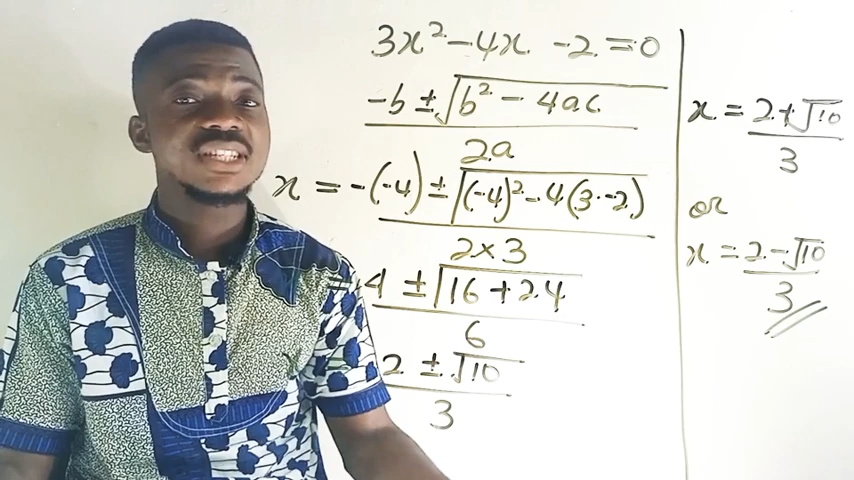 3x² - 4x - 2 = 0
-b ± √b² - 4ac
2a
x = -(-4) ± √(-4)² - 4(3·-2)
2×3
= 4 ± √16 + 24
6
2 ± √10
3
x = 2 + √10
3
or
x = 2 - √10
3